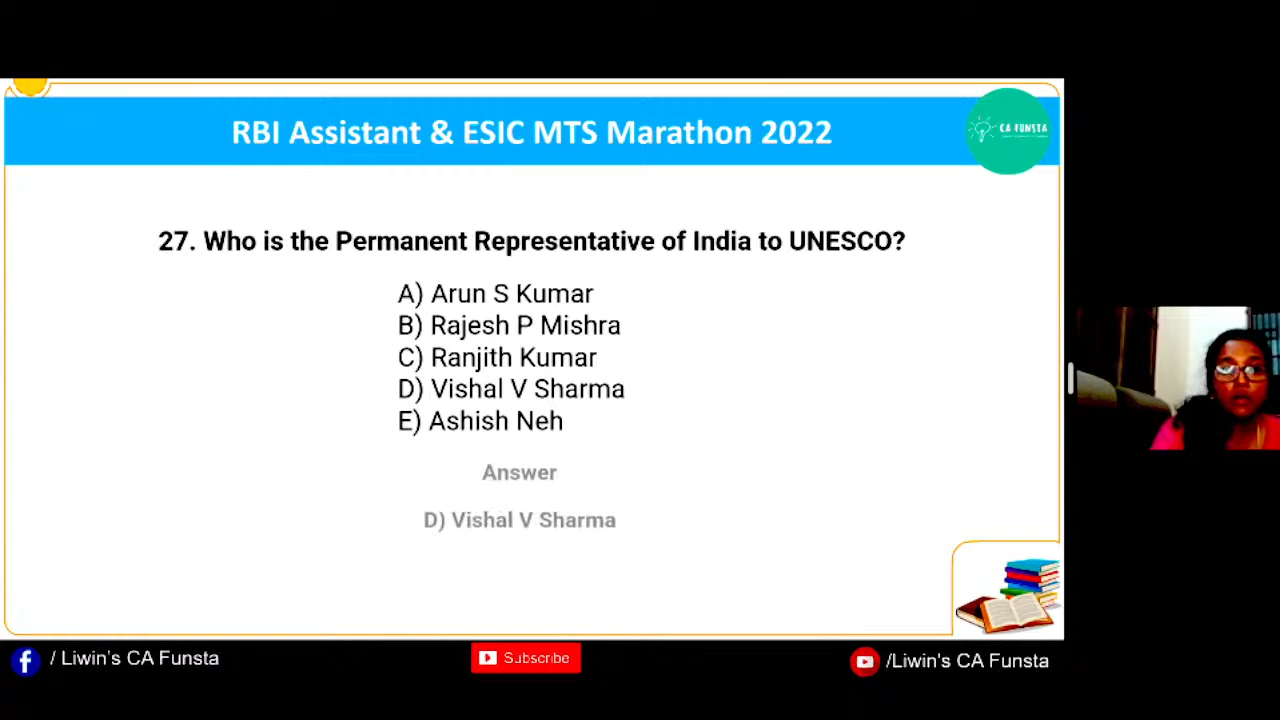 RBI Assistant & ESIC MTS Marathon 2022
CA FUNSTA
27. Who is the Permanent Representative of India to UNESCO?
A) Arun S Kumar
B) Rajesh P Mishra
C) Ranjith Kumar
D) Vishal V Sharma
E) Ashish Neh
Answer
D) Vishal V Sharma
/ Liwin's CA Funsta
Subscribe
/Liwin's CA Funsta